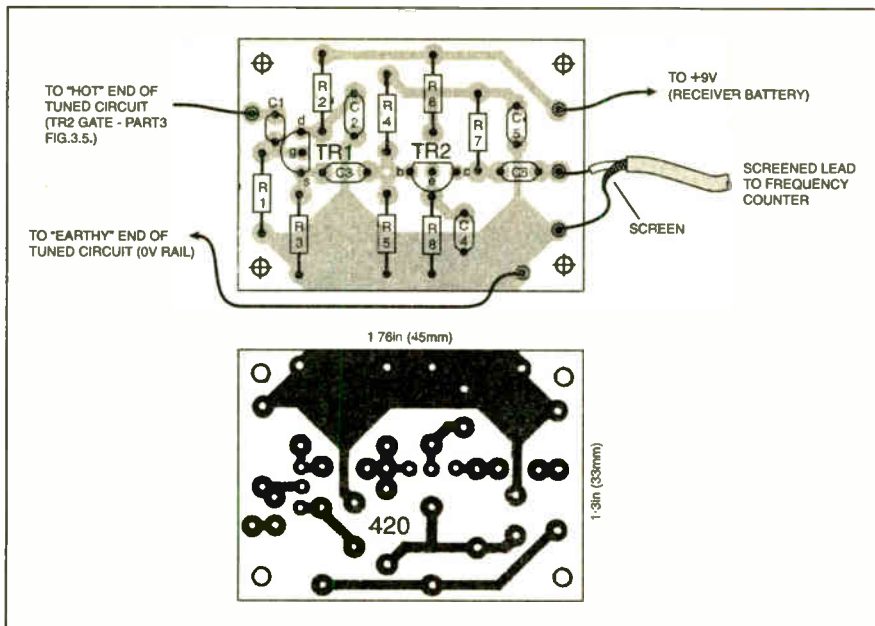 TO "HOT" END OF
TUNED CIRCUIT
(TR2 GATE - PART3
FIG.3.5.)
TO "EARTHY" END OF
TUNED CIRCUIT (0V RAIL)
C1
R
1
d
g
s
R
2
C
2
TR1
C3
R
3
R
4
R
5
R
6
TR2
b
e
c
R
8
C
4
R
7
C
5
TO +9V
(RECEIVER BATTERY)
SCREENED LEAD
TO FREQUENCY
COUNTER
SCREEN
1·76in (45mm)
1·3in (33mm)
420